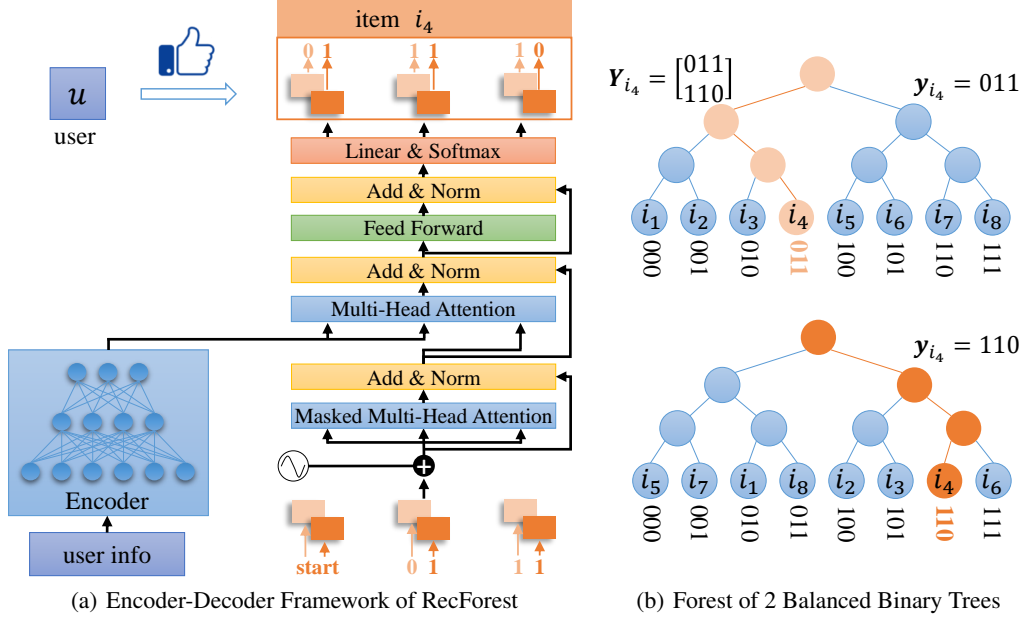 item i₄
0 1 1 1 1 0
u
user
Linear & Softmax
Add & Norm
Feed Forward
Add & Norm
Multi-Head Attention
Add & Norm
Masked Multi-Head Attention
+
Encoder
user info
start 0 1 1 1
(a) Encoder-Decoder Framework of RecForest
Y_{i₄} = [011
110]
y_{i₄} = 011
i₁ i₂ i₃ i₄ i₅ i₆ i₇ i₈
000 001 010 011 100 101 110 111
y_{i₄} = 110
i₅ i₇ i₁ i₈ i₂ i₃ i₄ i₆
000 001 010 011 100 101 110 111
(b) Forest of 2 Balanced Binary Trees